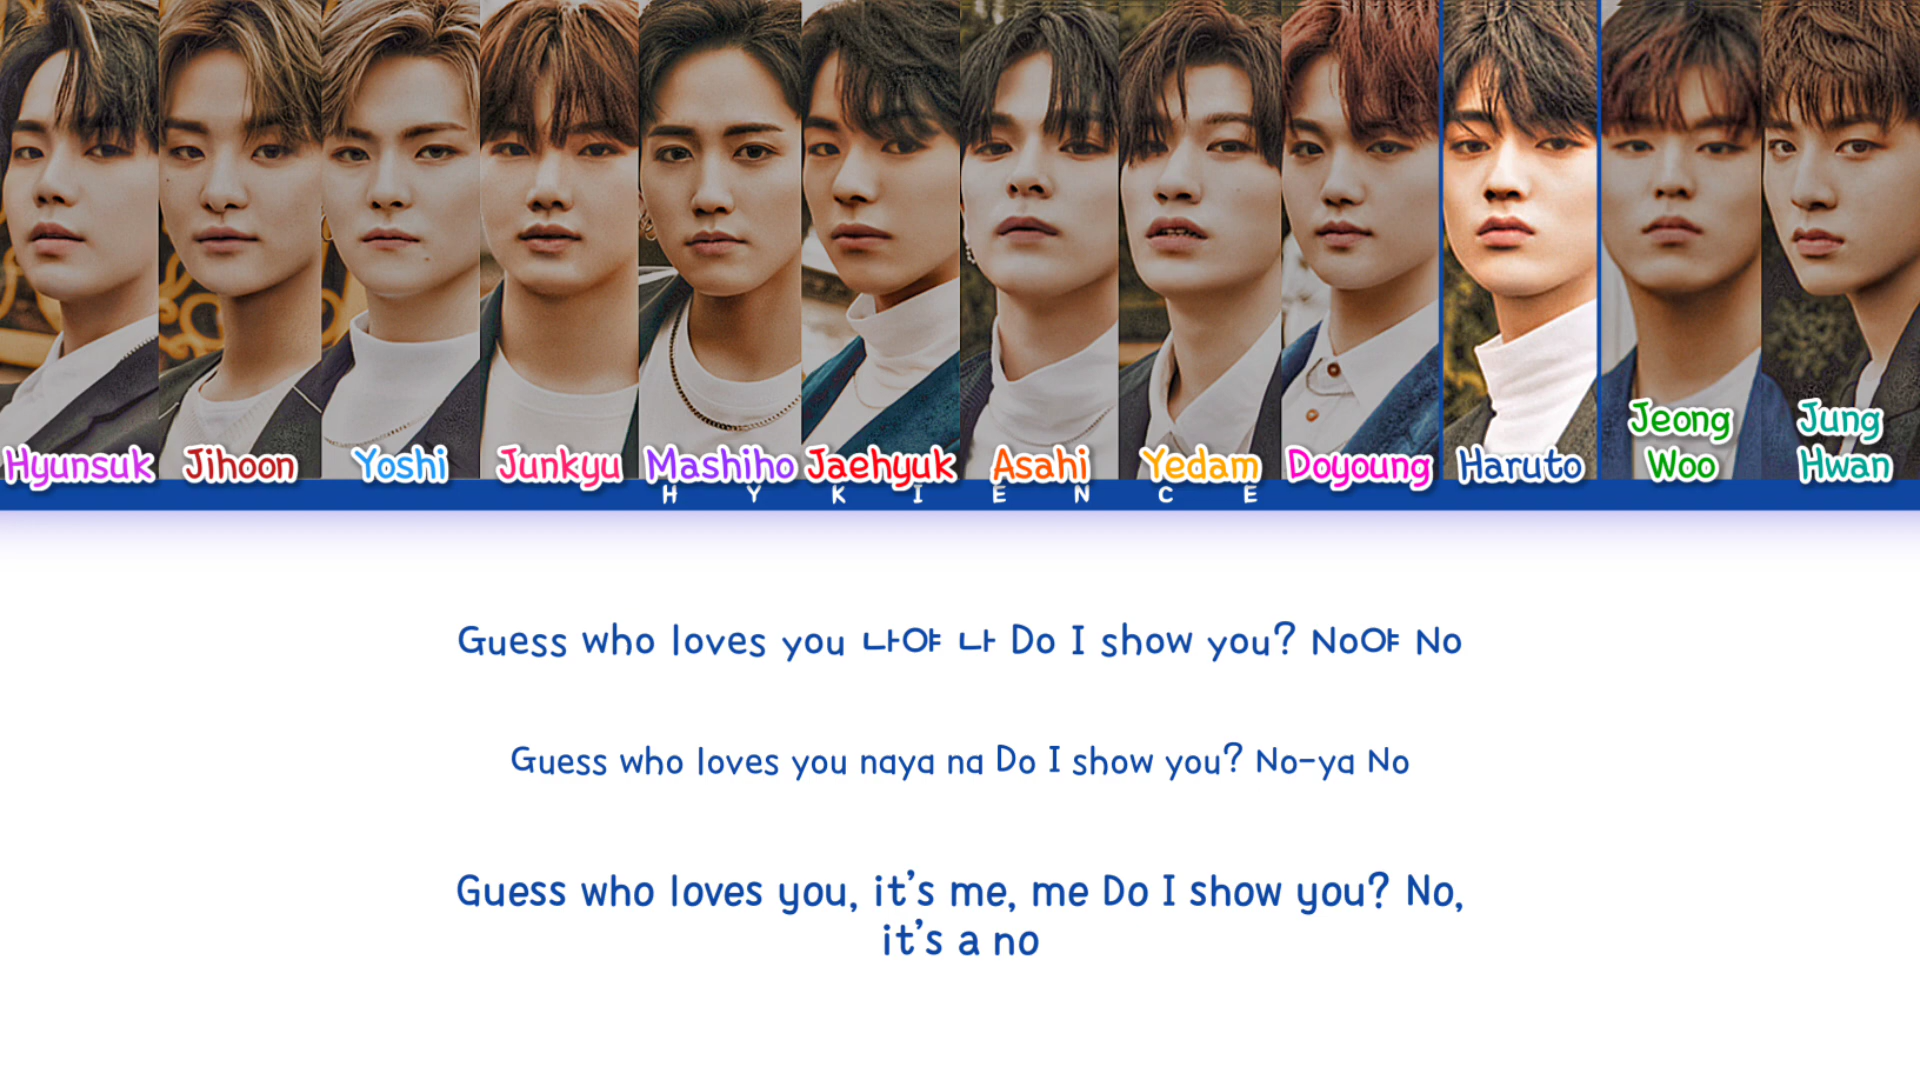 Hyunsuk Jihoon Yoshi Junkyu Mashiho Jaehyuk Asahi Yedam Doyoung Haruto Jeong Woo Jung Hwan
HYKIENCE
Guess who loves you 나야 나 Do I show you? No야 No
Guess who loves you naya na Do I show you? No-ya No
Guess who loves you, it's me, me Do I show you? No,
it's a no